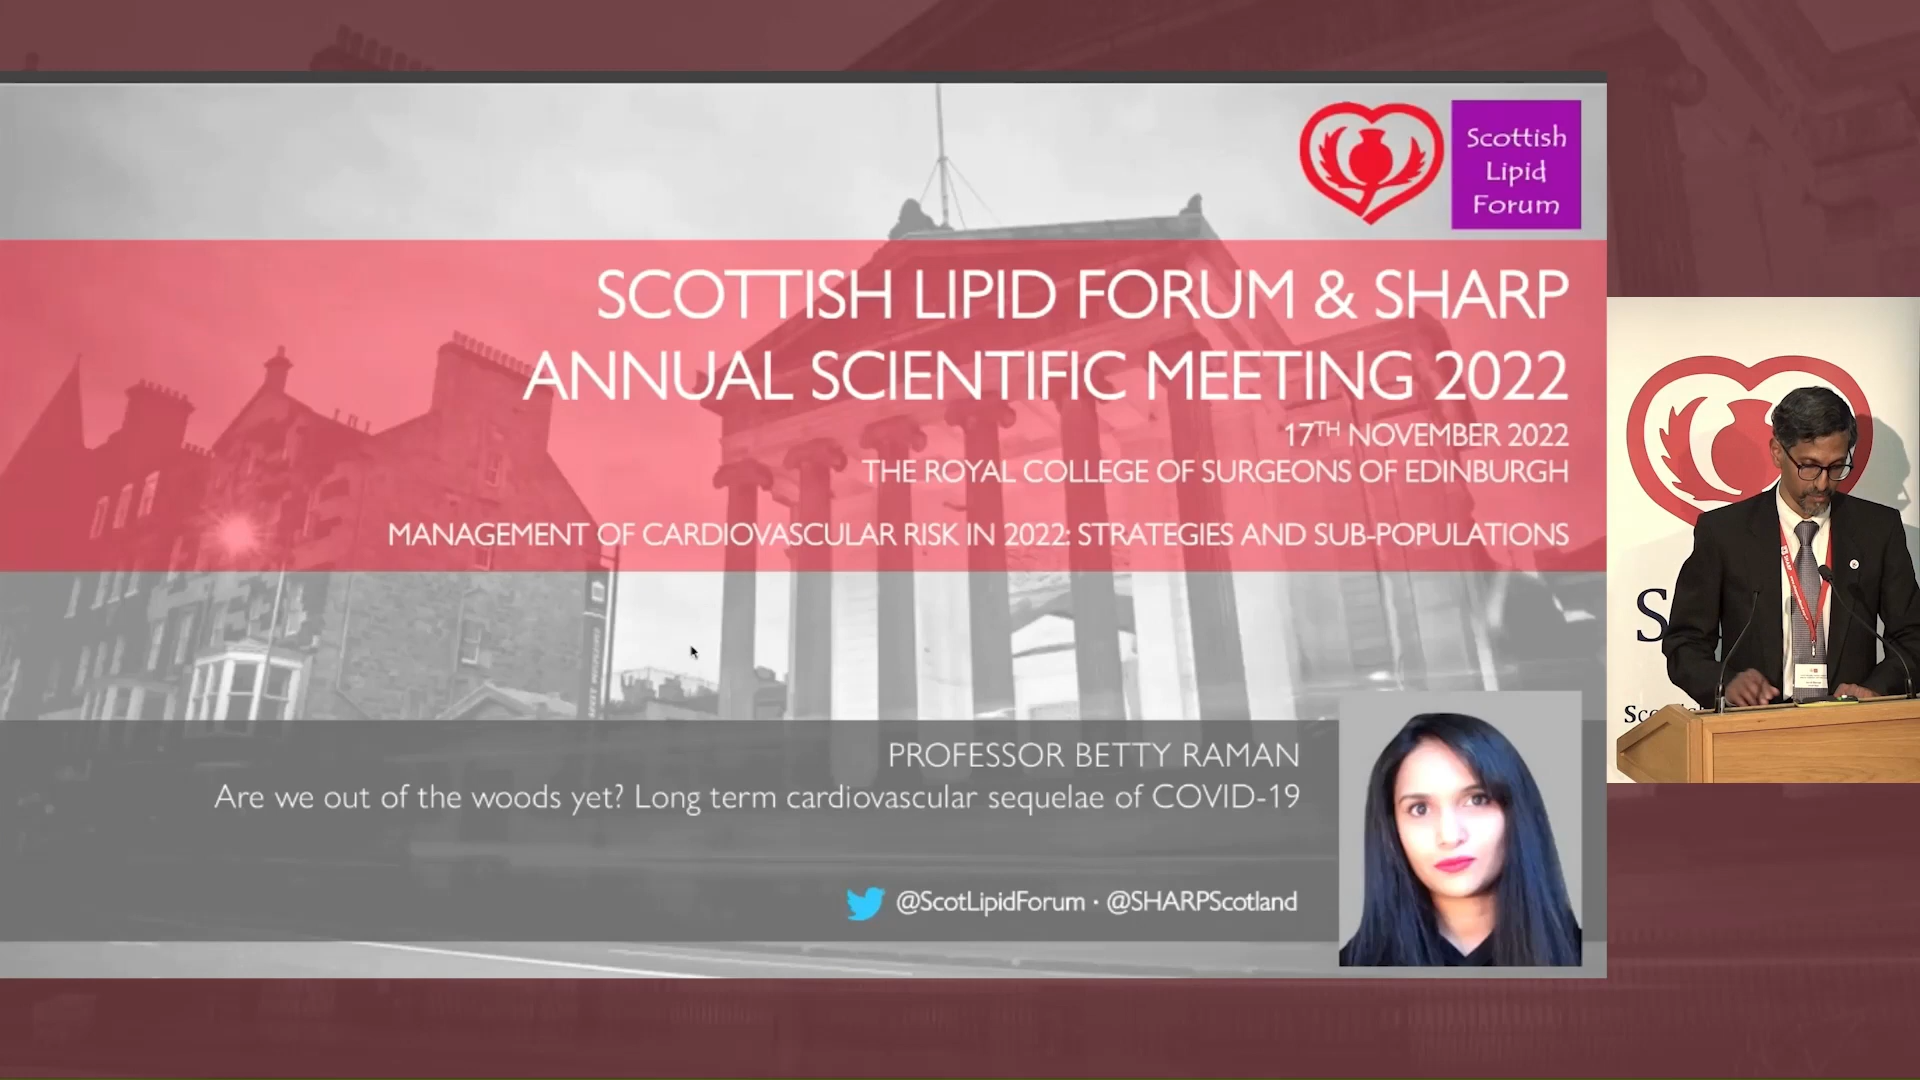 Scottish
Lipid
Forum
SCOTTISH LIPID FORUM & SHARP
ANNUAL SCIENTIFIC MEETING 2022
17TH NOVEMBER 2022
THE ROYAL COLLEGE OF SURGEONS OF EDINBURGH
MANAGEMENT OF CARDIOVASCULAR RISK IN 2022: STRATEGIES AND SUB-POPULATIONS
PROFESSOR BETTY RAMAN
Are we out of the woods yet? Long term cardiovascular sequelae of COVID-19
@ScotLipidForum · @SHARPScotland